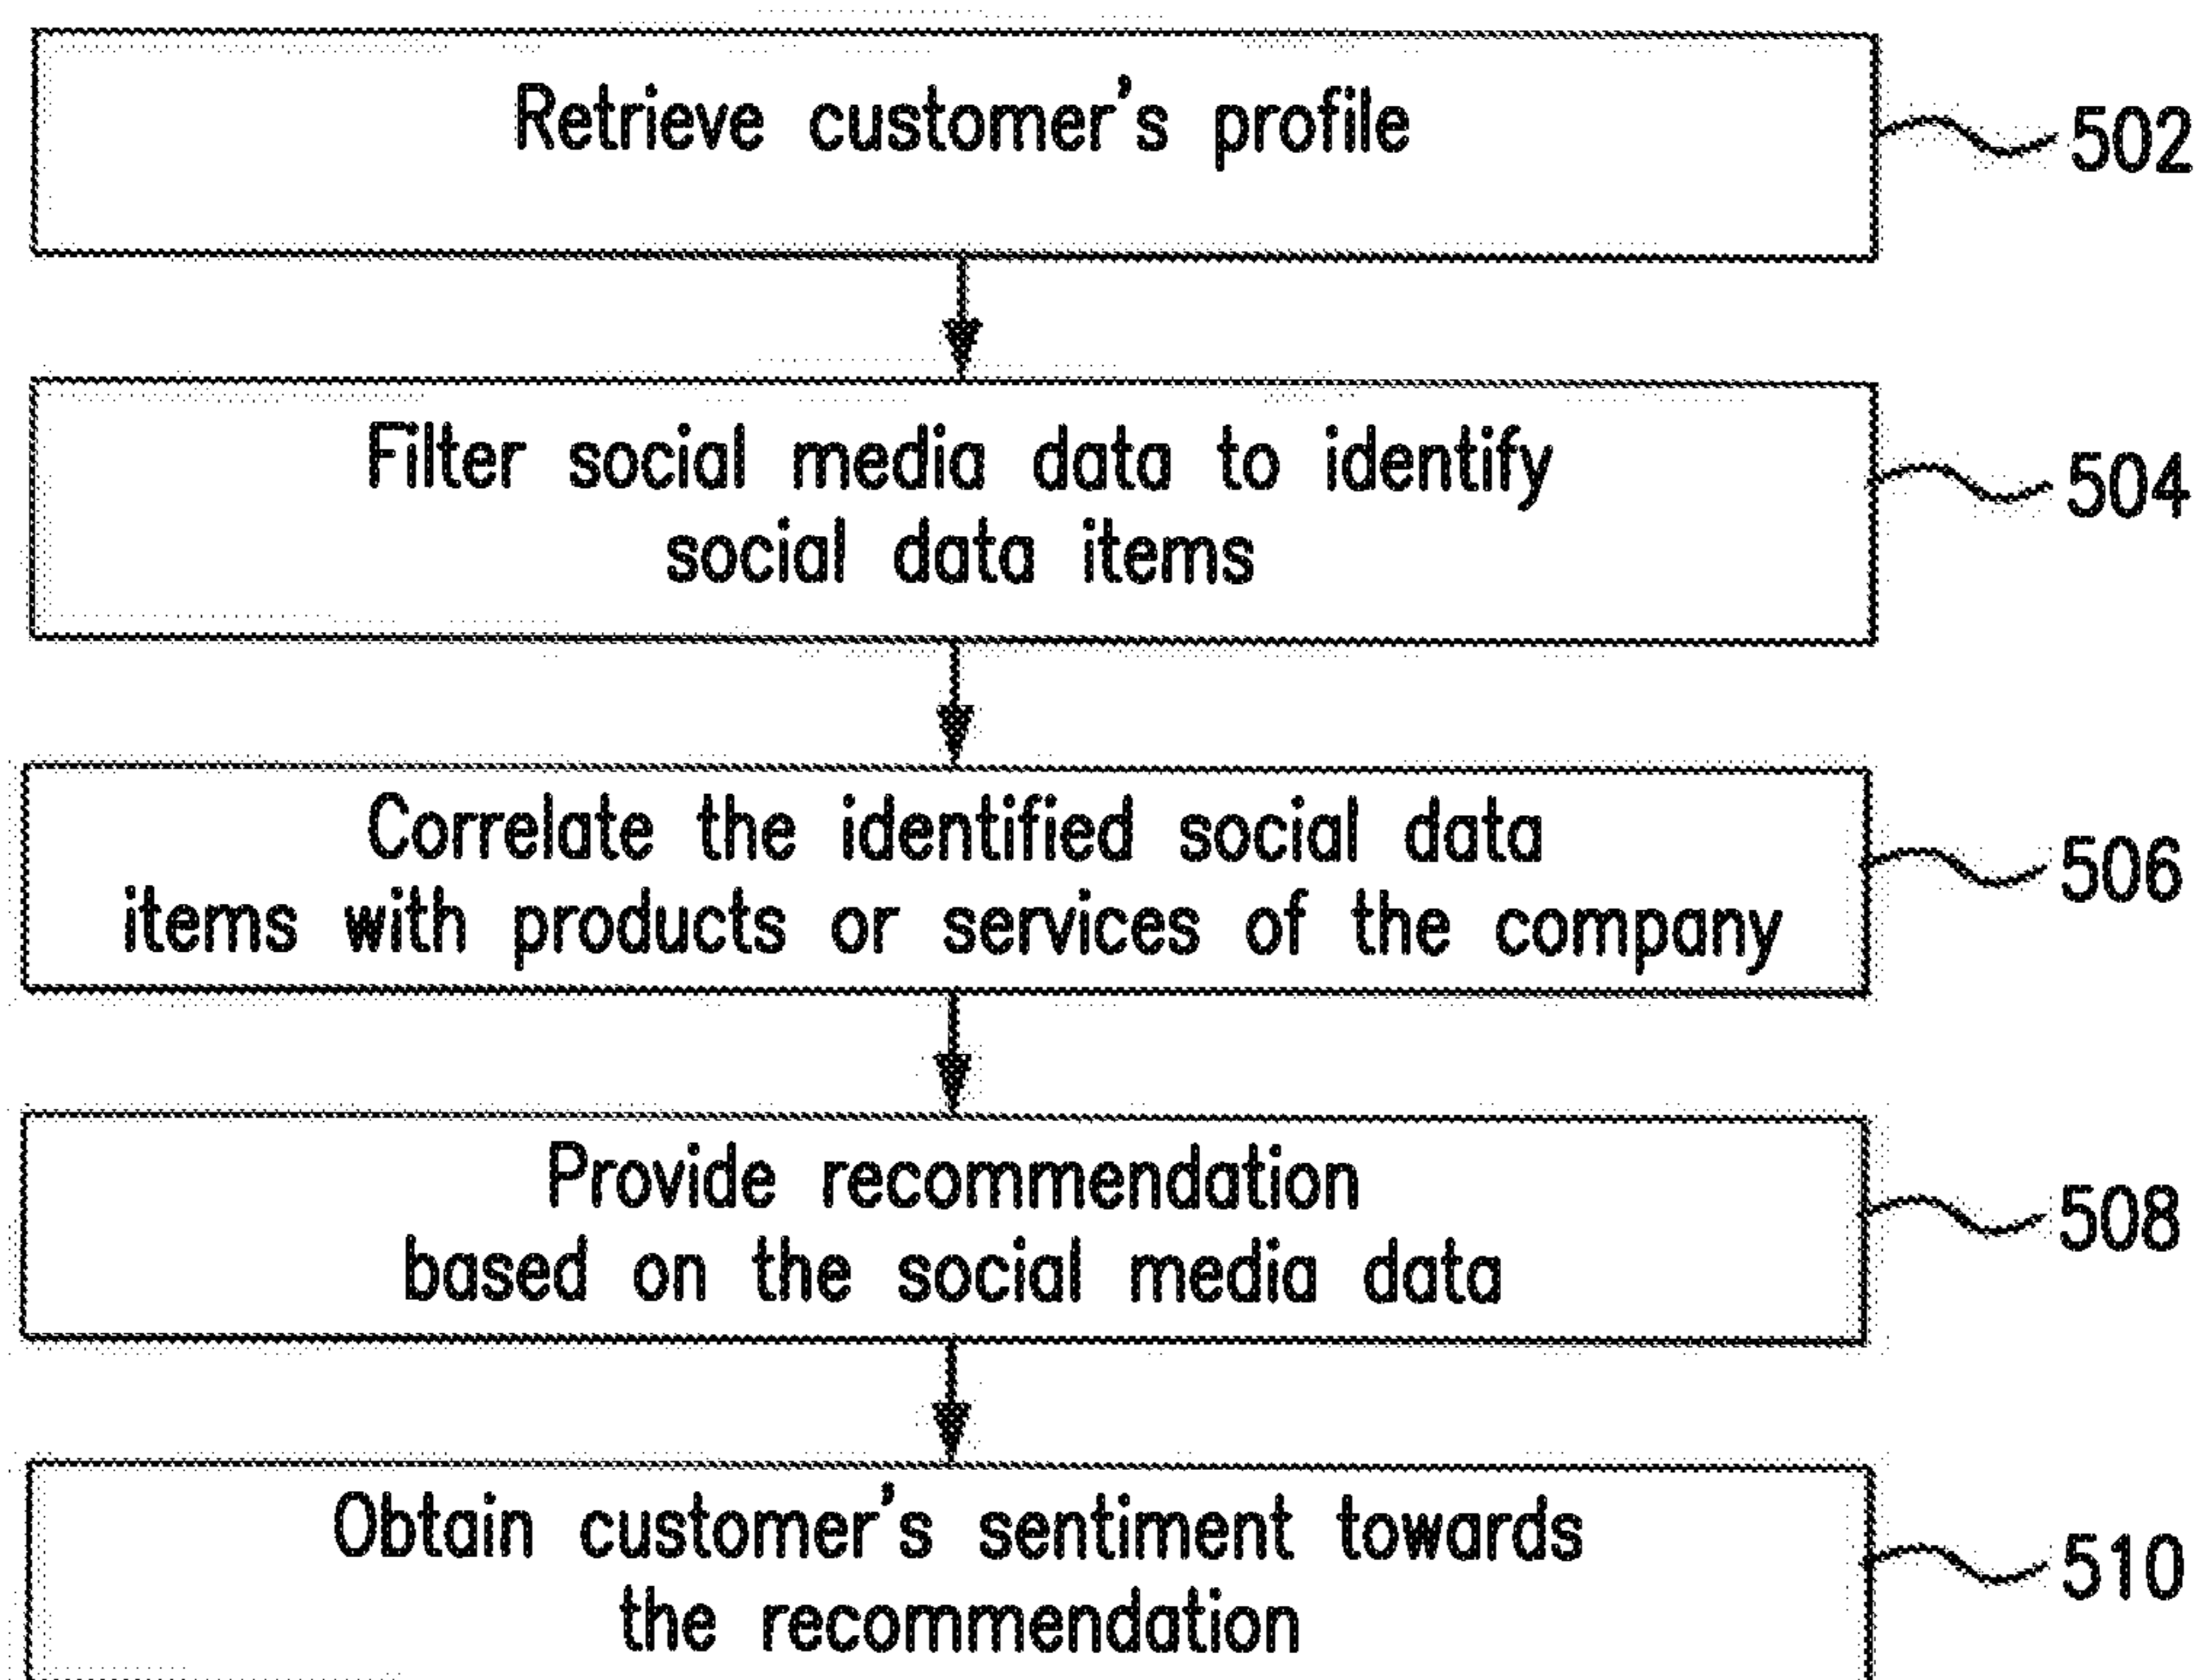 Retrieve customer's profile
502
Filter social media data to identify
social data items
504
Correlate the identified social data
items with products or services of the company
506
Provide recommendation
based on the social media data
508
Obtain customer's sentiment towards
the recommendation
510